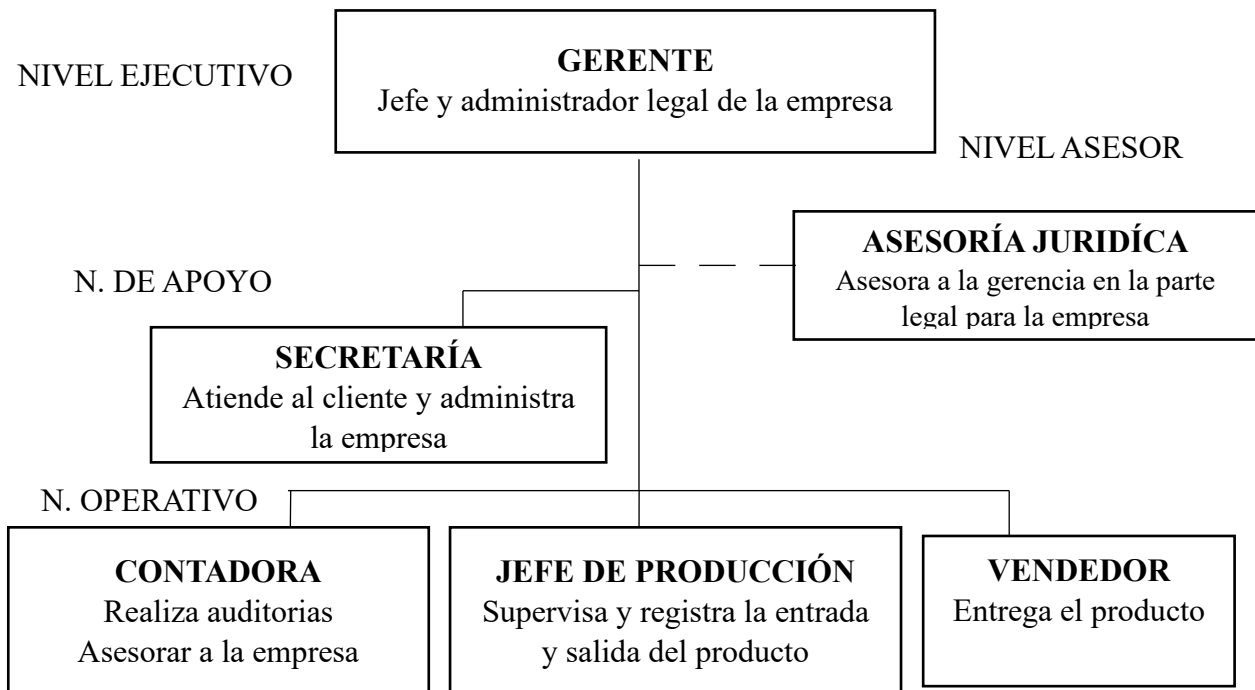 NIVEL EJECUTIVO
GERENTE
Jefe y administrador legal de la empresa
NIVEL ASESOR
ASESORÍA JURIDÍCA
Asesora a la gerencia en la parte
legal para la empresa
N. DE APOYO
SECRETARÍA
Atiende al cliente y administra
la empresa
N. OPERATIVO
CONTADORA
Realiza auditorias
Asesorar a la empresa
JEFE DE PRODUCCIÓN
Supervisa y registra la entrada
y salida del producto
VENDEDOR
Entrega el producto